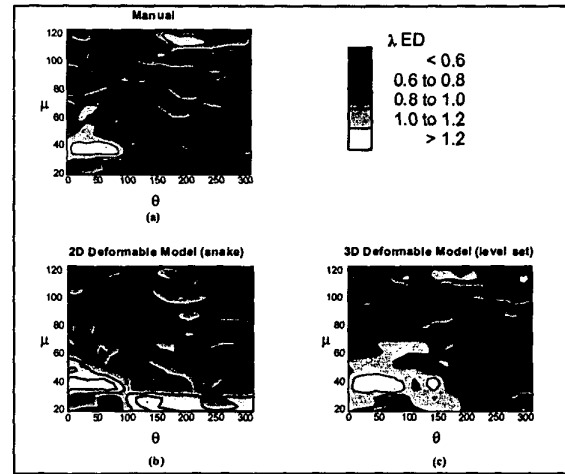 Manual
120
100
80
μ
60
40
20
0 50 100 150 200 250 300
θ
(a)
λ ED
< 0.6
0.6 to 0.8
0.8 to 1.0
1.0 to 1.2
> 1.2
2D Deformable Model (snake)
120
100
80
μ
60
40
20
0 50 100 150 200 250 300
θ
(b)
3D Deformable Model (level set)
120
100
80
μ
60
40
20
0 50 100 150 200 250 300
θ
(c)